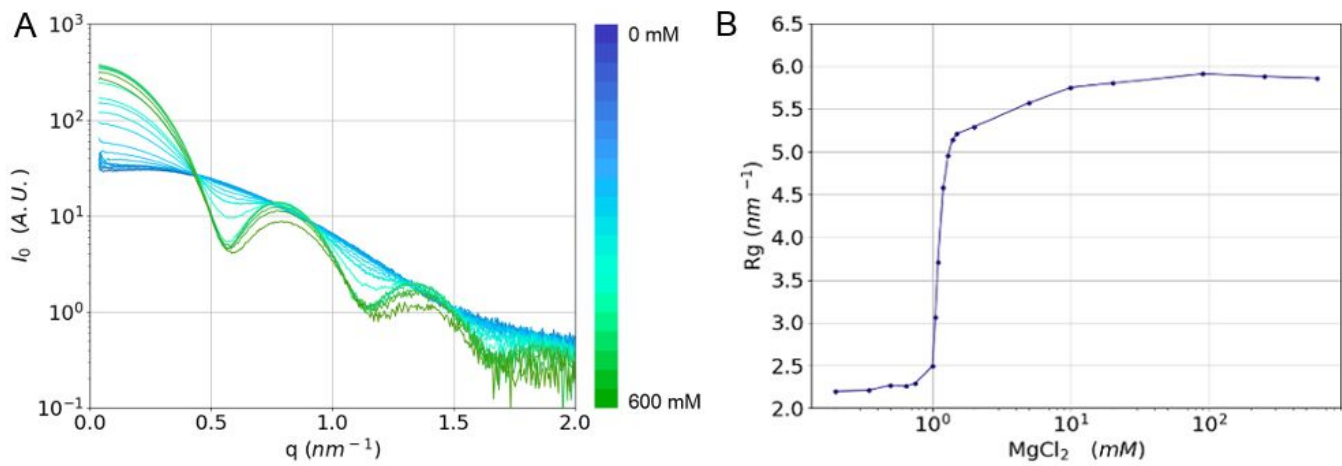 A
10³
10²
10¹
10⁰
10⁻¹
I₀ (A.U.)
0.0 0.5 1.0 1.5 2.0
q (nm⁻¹)
0 mM
600 mM
B
6.5
6.0
5.5
5.0
4.5
4.0
3.5
3.0
2.5
2.0
Rg (nm⁻¹)
10⁰ 10¹ 10²
MgCl₂ (mM)